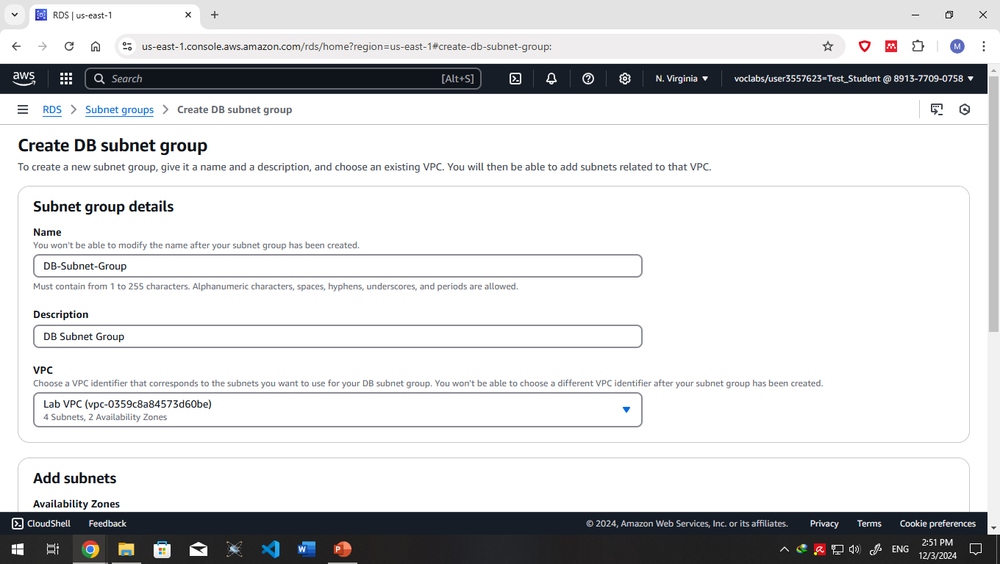 RDS | us-east-1
us-east-1.console.aws.amazon.com/rds/home?region=us-east-1#create-db-subnet-group:
M
aws
Search [Alt+S]
N. Virginia
voclabs/user3557623=Test_Student @ 8913-7709-0758
RDS > Subnet groups > Create DB subnet group
Create DB subnet group
To create a new subnet group, give it a name and a description, and choose an existing VPC. You will then be able to add subnets related to that VPC.
Subnet group details
Name
You won't be able to modify the name after your subnet group has been created.
DB-Subnet-Group
Must contain from 1 to 255 characters. Alphanumeric characters, spaces, hyphens, underscores, and periods are allowed.
Description
DB Subnet Group
VPC
Choose a VPC identifier that corresponds to the subnets you want to use for your DB subnet group. You won't be able to choose a different VPC identifier after your subnet group has been created.
Lab VPC (vpc-0359c8a84573d60be)
4 Subnets, 2 Availability Zones
Add subnets
Availability Zones
CloudShell Feedback © 2024, Amazon Web Services, Inc. or its affiliates. Privacy Terms Cookie preferences
ENG
2:51 PM
12/3/2024